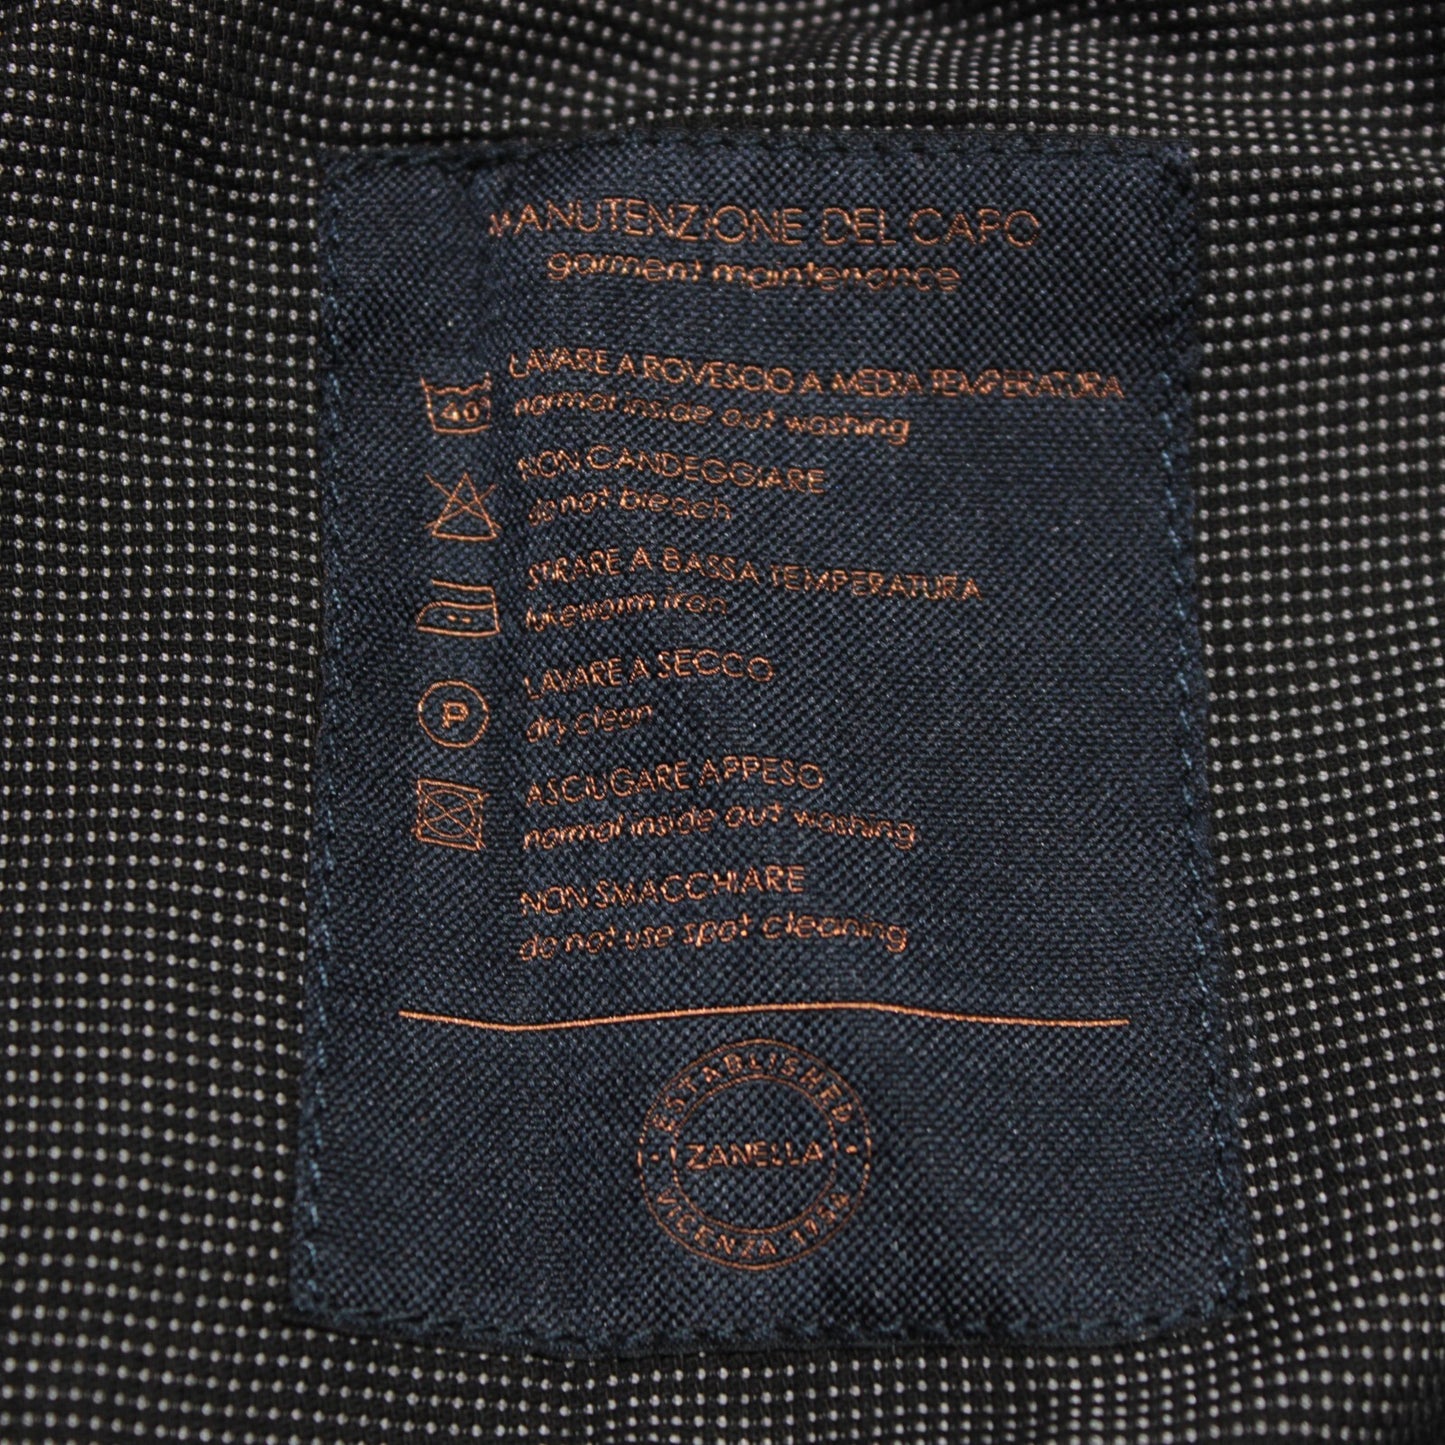 MANUTENZIONE DEL CAPO
garment maintenance
40
LAVARE A ROVESCIO A MEDIA TEMPERATURA
normal inside out washing
NON CANDEGGIARE
do not bleach
STIRARE A BASSA TEMPERATURA
lukewarm iron
P
LAVARE A SECCO
dry clean
ASCIUGARE APPESO
normal inside out washing
NON SMACCHIARE
do not use spot cleaning
ESTABLISHED
ZANELLA
VICENZA